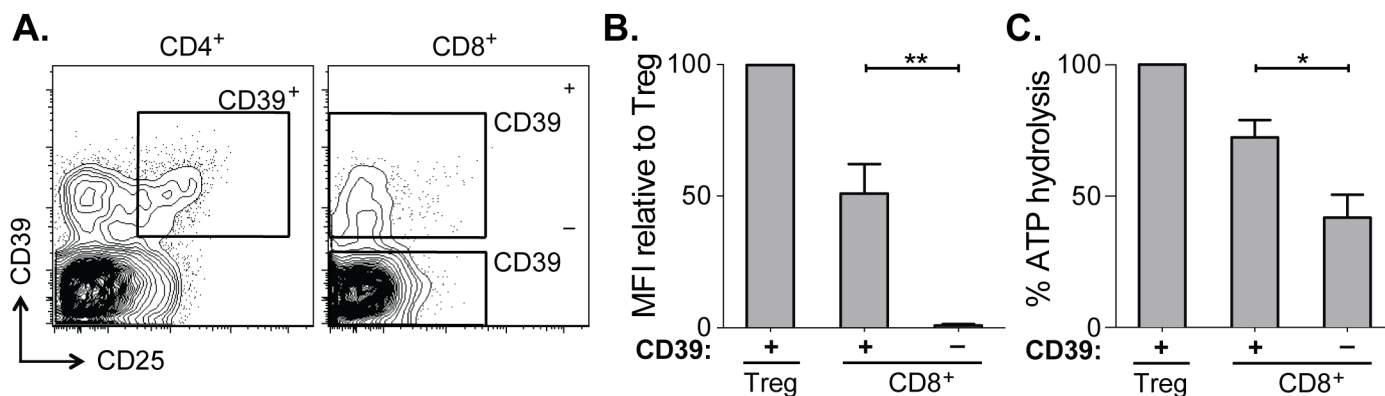 A.
CD4+
CD8+
CD39+
+
CD39
−
CD39
CD39
CD25
B.
MFI relative to Treg
100
50
0
**
CD39: + + −
Treg CD8+
C.
% ATP hydrolysis
100
50
0
*
CD39: + + −
Treg CD8+